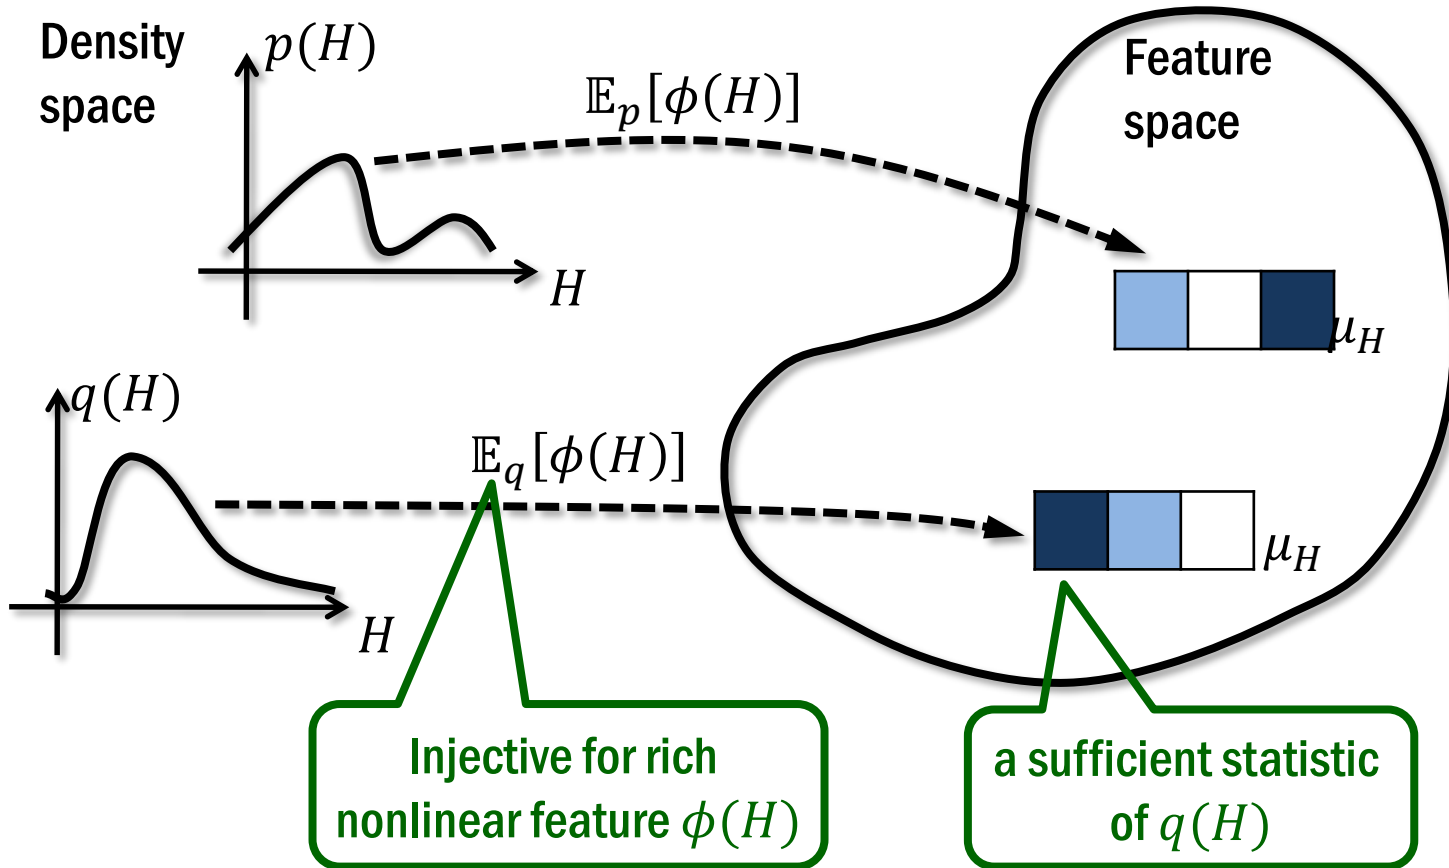 Density
space
p(H)
𝔼_p[ϕ(H)]
Feature
space
H
μ_H
q(H)
𝔼_q[ϕ(H)]
μ_H
H
Injective for rich
nonlinear feature ϕ(H)
a sufficient statistic
of q(H)